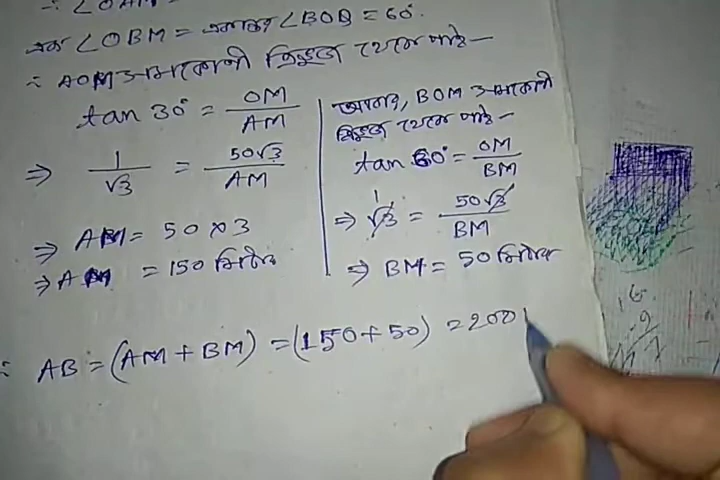 ∴ ∠OAM =
এবং ∠OBM = একান্তর ∠BOQ = 60°.
∴ AOM সমকোণী ত্রিভুজ থেকে পাই—
tan 30° = OM/AM
⇒ 1/√3 = 50√3/AM
⇒ AM = 50 × 3
⇒ AM = 150 মিটার
আবার, BOM সমকোণী
ত্রিভুজ থেকে পাই—
tan 60° = OM/BM
⇒ √3 = 50√3/BM
⇒ BM = 50 মিটার
∴ AB = (AM + BM) = (150 + 50) = 200